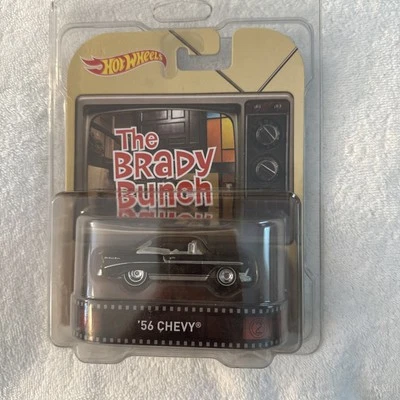 HOT WHEELS
The
BRADY
Bunch
'56 CHEVY®